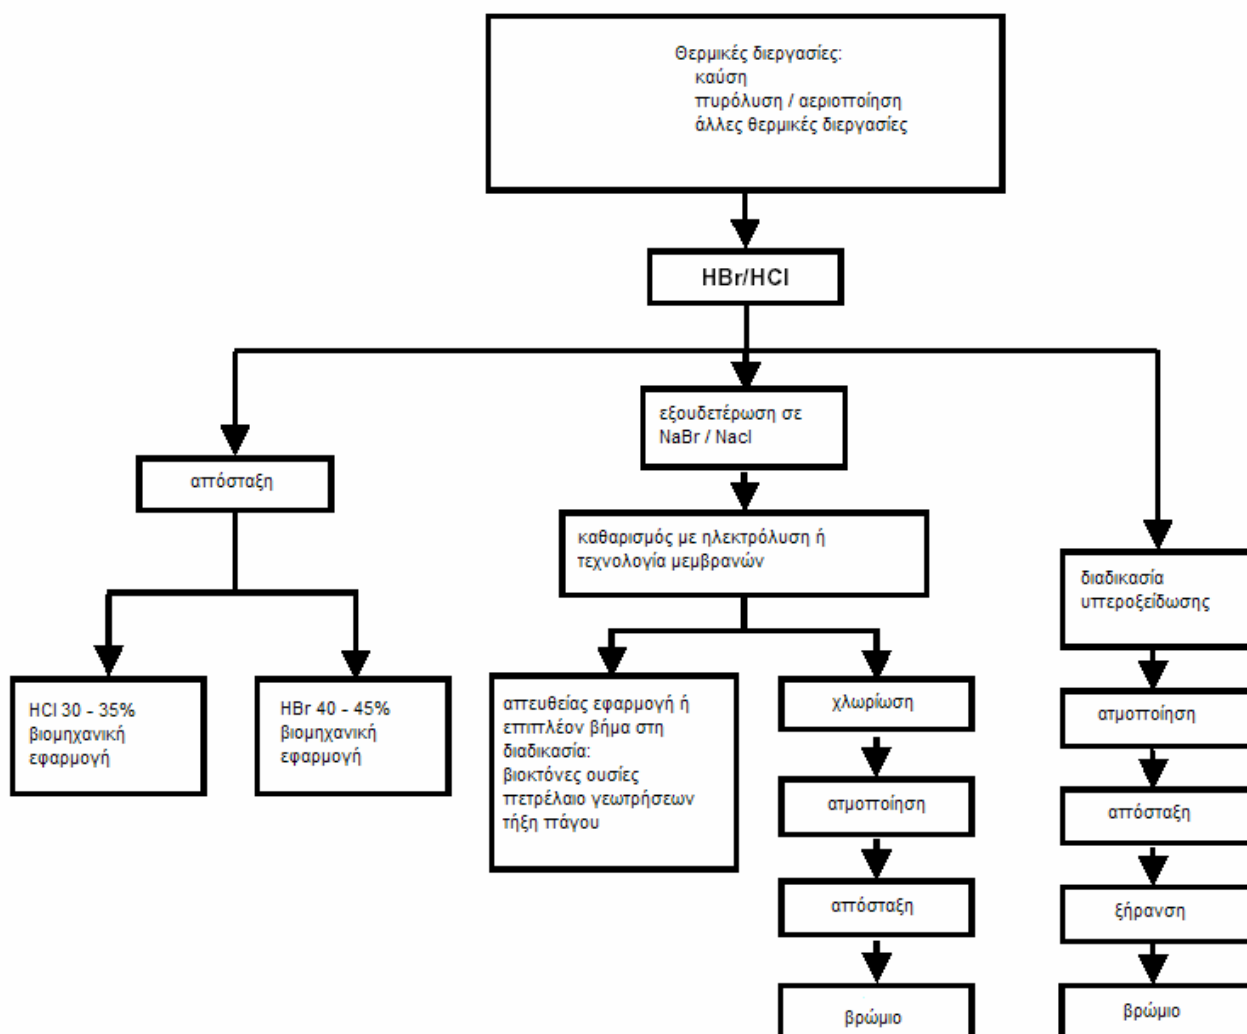 Θερμικές διεργασίες:
καύση
πυρόλυση / αεριοποίηση
άλλες θερμικές διεργασίες
HBr/HCl
εξουδετέρωση σε
NaBr / Nacl
απόσταξη
καθαρισμός με ηλεκτρόλυση ή
τεχνολογία μεμβρανών
διαδικασία
υπεροξείδωσης
HCl 30 - 35%
βιομηχανική
εφαρμογή
HBr 40 - 45%
βιομηχανική
εφαρμογή
απευθείας εφαρμογή ή
επιπλέον βήμα στη
διαδικασία:
βιοκτόνες ουσίες
πετρέλαιο γεωτρήσεων
τήξη πάγου
χλωρίωση
ατμοποίηση
απόσταξη
βρώμιο
ατμοποίηση
απόσταξη
ξήρανση
βρώμιο